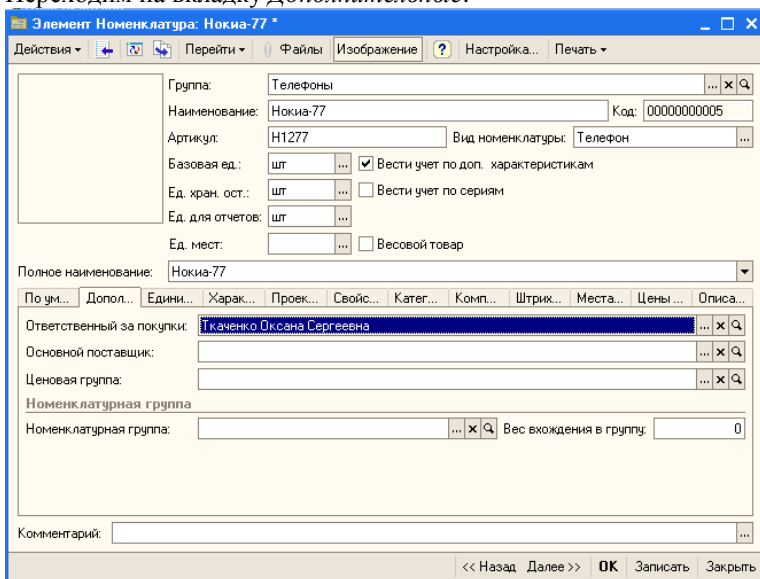 Переходим на вкладку Дополнительные.
Элемент Номенклатура: Нокиа-77 *
Действия Перейти Файлы Изображение ? Настройка... Печать
Группа: Телефоны ... x
Наименование: Нокиа-77 Код: 00000000005
Артикул: Н1277 Вид номенклатуры: Телефон ...
Базовая ед.: шт ... Вести учет по доп. характеристикам
Ед. хран. ост.: шт ... Вести учет по сериям
Ед. для отчетов: шт ...
Ед. мест: ... Весовой товар
Полное наименование: Нокиа-77
По ум... Допол... Едини... Харак... Проек... Свойс... Катег... Комп... Штрих... Места... Цены ... Описа...
Ответственный за покупки: Ткаченко Оксана Сергеевна ... x
Основной поставщик: ... x
Ценовая группа: ... x
Номенклатурная группа
Номенклатурная группа: ... x Вес вхождения в группу: 0
Комментарий: ...
<< Назад Далее >> OK Записать Закрыть